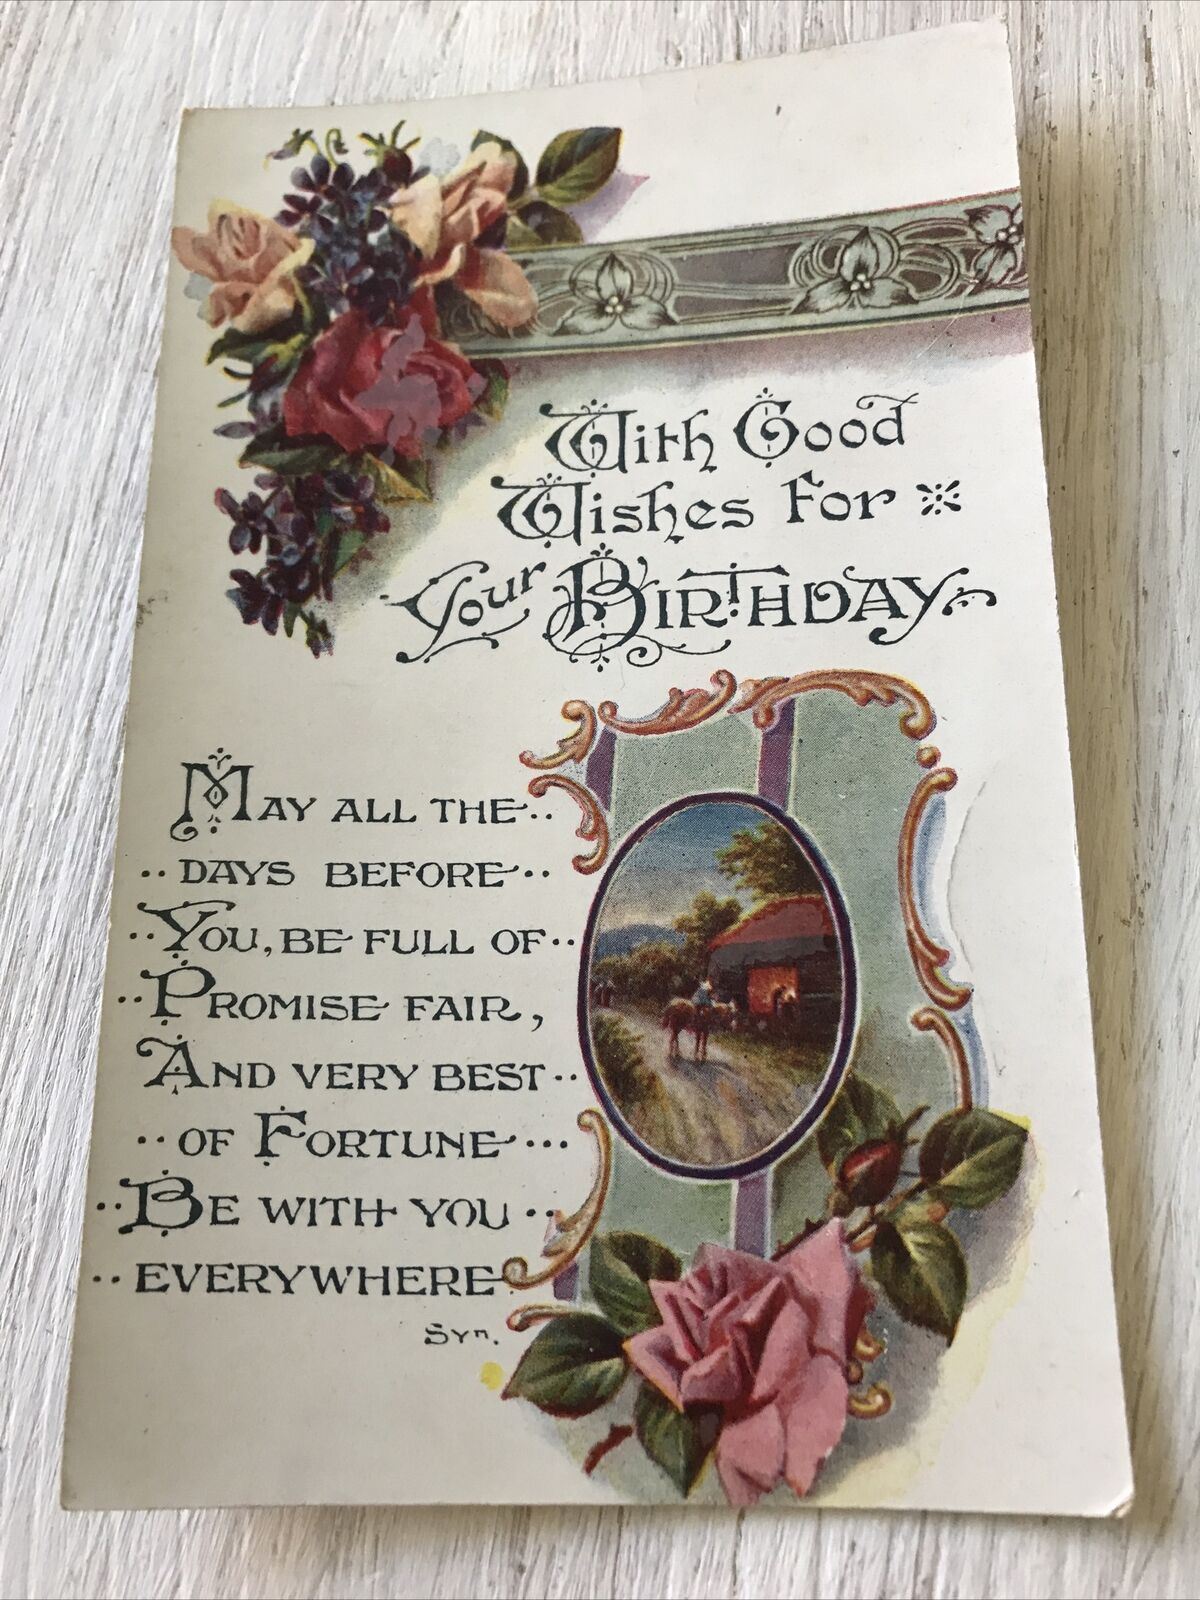 With Good
Wishes For
Your Birthday
May all the..
..days before..
..You, be full of..
..Promise fair,
And very best..
..of Fortune...
..Be with you..
..everywhere
Syn.